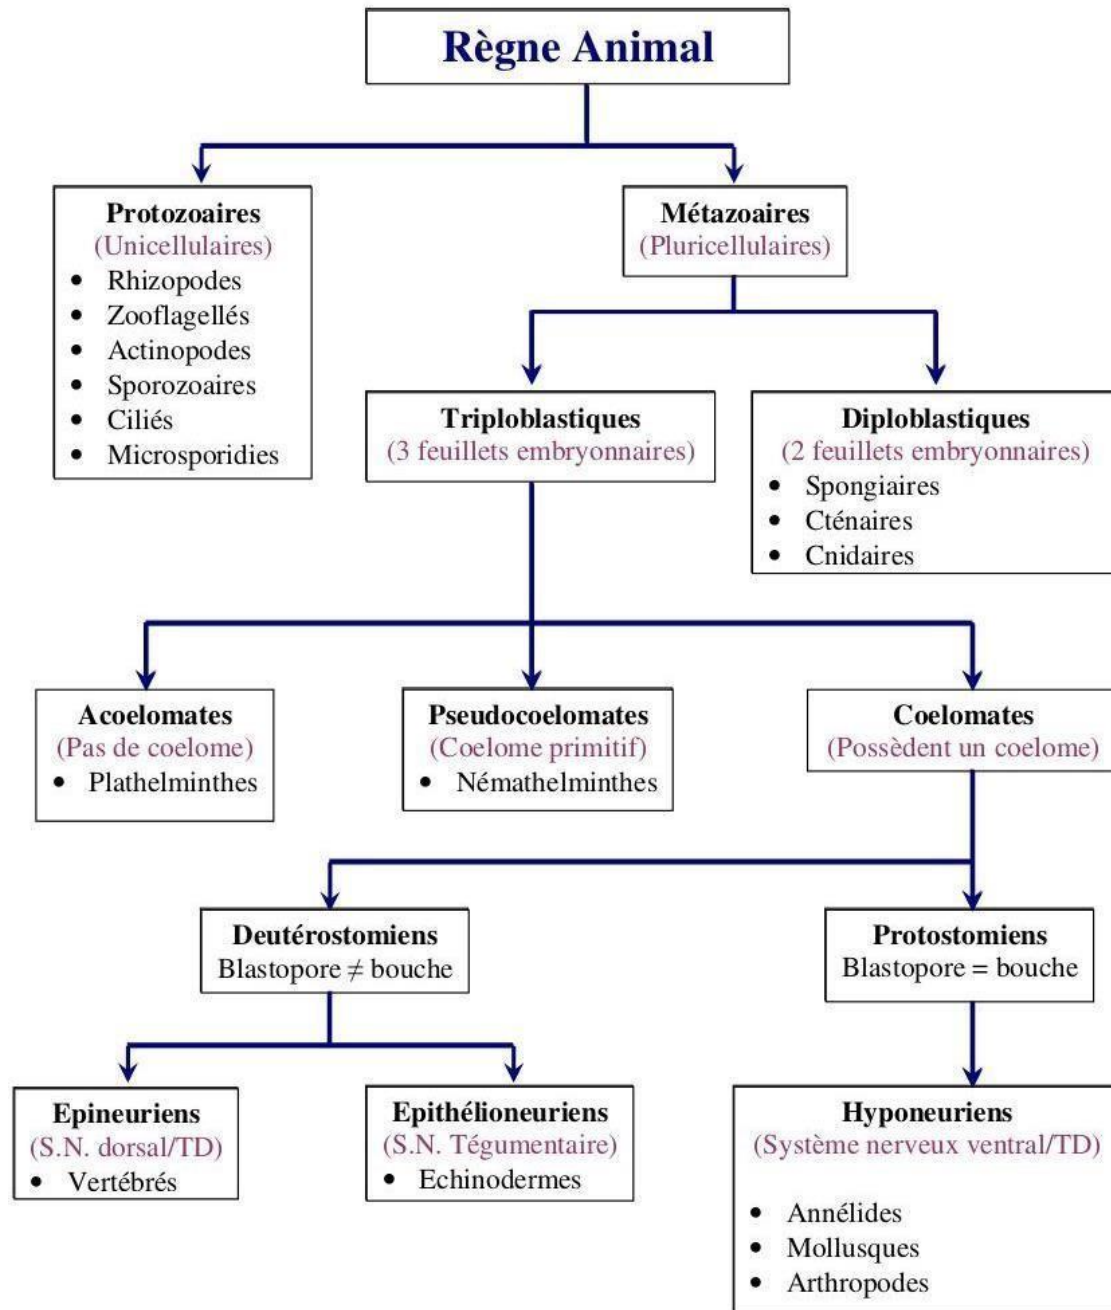 Règne Animal
Protozoaires
(Unicellulaires)
• Rhizopodes
• Zooflagellés
• Actinopodes
• Sporozoaires
• Ciliés
• Microsporidies
Métazoaires
(Pluricellulaires)
Triploblastiques
(3 feuillets embryonnaires)
Diploblastiques
(2 feuillets embryonnaires)
• Spongiaires
• Cténaires
• Cnidaires
Acoelomates
(Pas de coelome)
• Plathelminthes
Pseudocoelomates
(Coelome primitif)
• Némathelminthes
Coelomates
(Possèdent un coelome)
Deutérostomiens
Blastopore ≠ bouche
Protostomiens
Blastopore = bouche
Epineuriens
(S.N. dorsal/TD)
• Vertébrés
Epithélioneuriens
(S.N. Tégumentaire)
• Echinodermes
Hyponeuriens
(Système nerveux ventral/TD)
• Annélides
• Mollusques
• Arthropodes